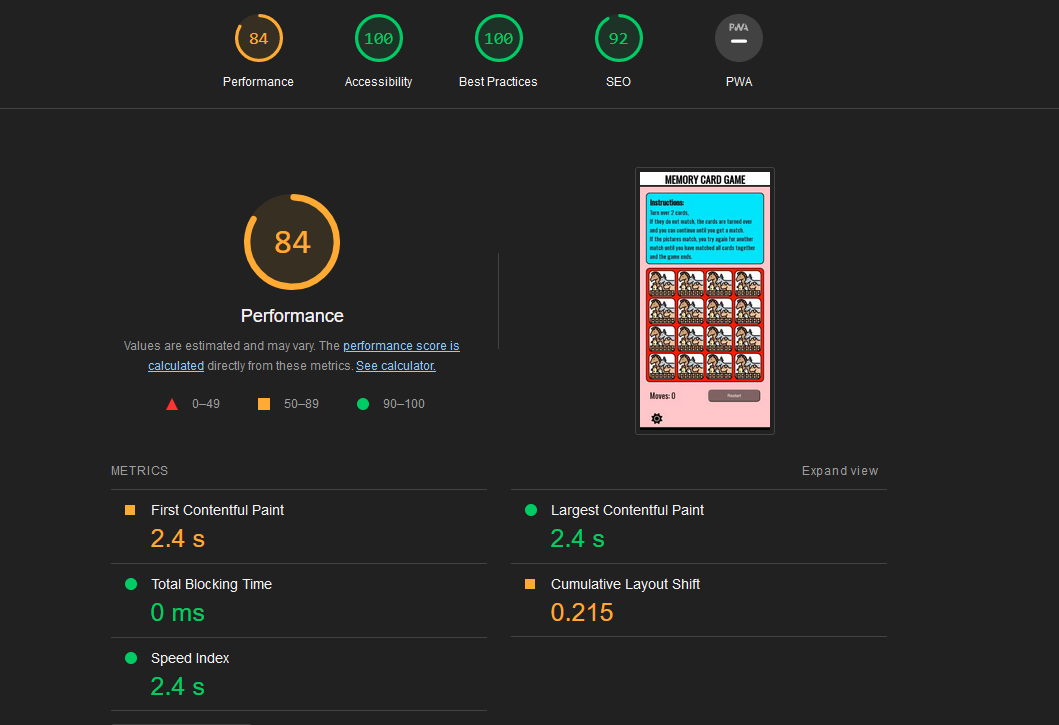 84 100 100 92 PWA
Performance Accessibility Best Practices SEO PWA
84
Performance
Values are estimated and may vary. The performance score is
calculated directly from these metrics. See calculator.
0–49 50–89 90–100
MEMORY CARD GAME
Instructions:
Turn over 2 cards,
If they do not match, the cards are turned over
and you can continue until you get a match.
If the pictures match, you try again for another
match until you have matched all cards together
and the game ends.
Moves: 0 Restart
METRICS Expand view
First Contentful Paint
2.4 s
Largest Contentful Paint
2.4 s
Total Blocking Time
0 ms
Cumulative Layout Shift
0.215
Speed Index
2.4 s